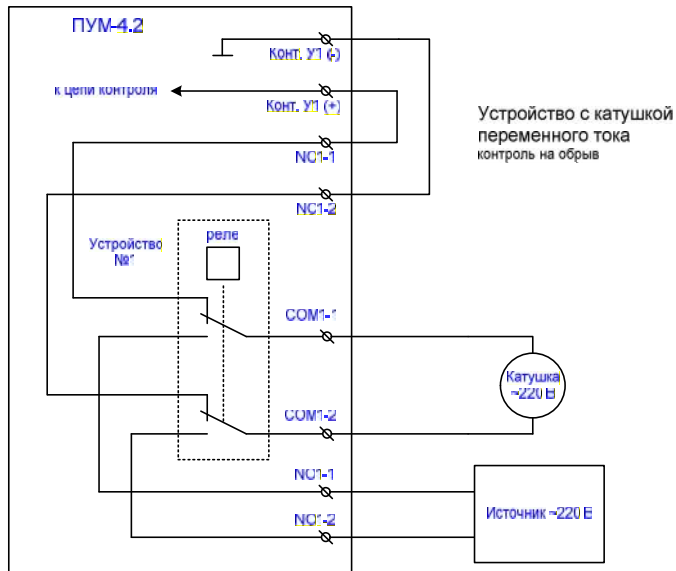 ПУМ-4.2
Конт. У1 (-)
к цепи контроля
Конт. У1 (+)
Устройство с катушкой
переменного тока
контроль на обрыв
NC1-1
NC1-2
Устройство
№1
реле
COM1-1
Катушка
~220 В
COM1-2
NO1-1
NO1-2
Источник ~220 В